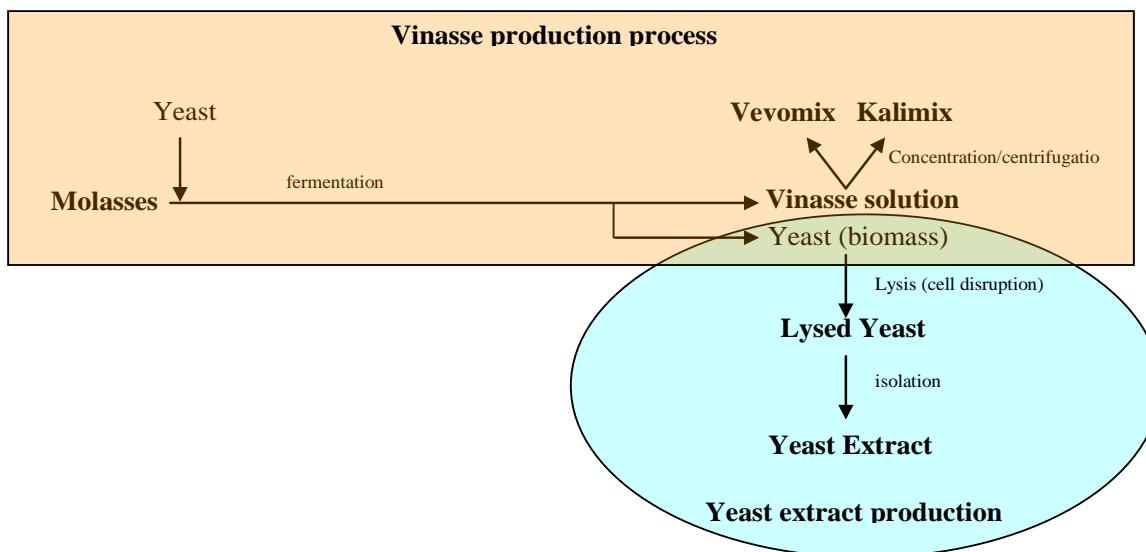 Vinasse production process
Yeast
Vevomix Kalimix
Concentration/centrifugatio
fermentation
Molasses
Vinasse solution
Yeast (biomass)
Lysis (cell disruption)
Lysed Yeast
isolation
Yeast Extract
Yeast extract production